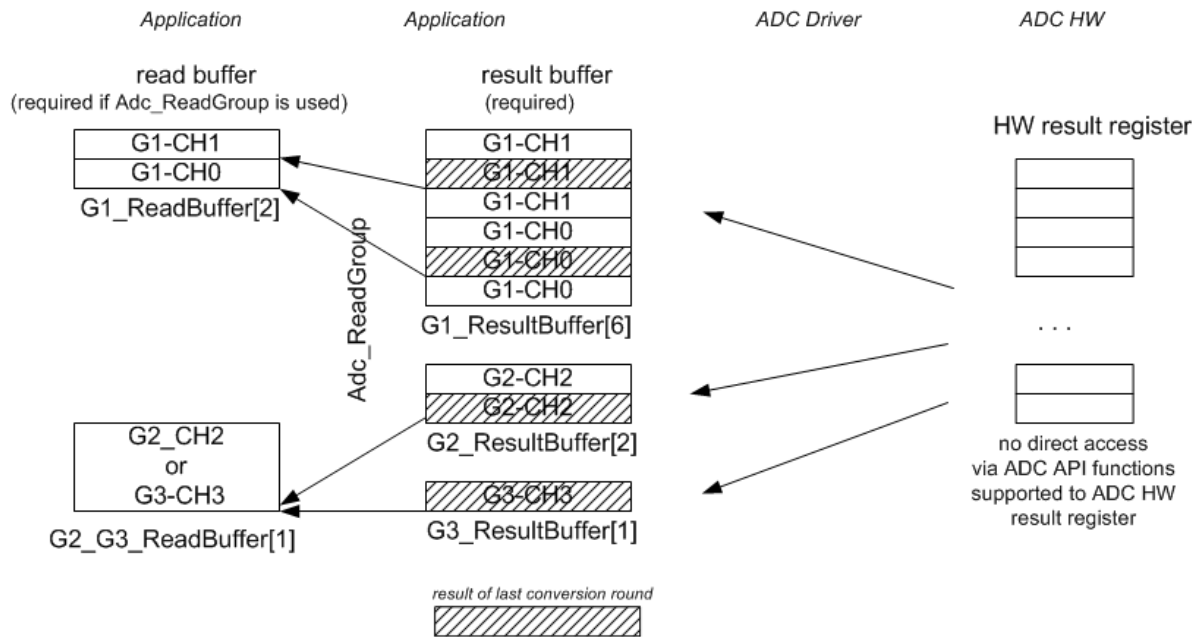 Application
Application
ADC Driver
ADC HW
read buffer
(required if Adc_ReadGroup is used)
G1-CH1
G1-CH0
G1_ReadBuffer[2]
result buffer
(required)
G1-CH1
G1-CH1
G1-CH1
G1-CH0
G1-CH0
G1-CH0
G1_ResultBuffer[6]
HW result register
. . .
Adc_ReadGroup
G2-CH2
G2-CH2
G2_ResultBuffer[2]
G2_CH2
or
G3-CH3
G2_G3_ReadBuffer[1]
G3-CH3
G3_ResultBuffer[1]
no direct access
via ADC API functions
supported to ADC HW
result register
result of last conversion round